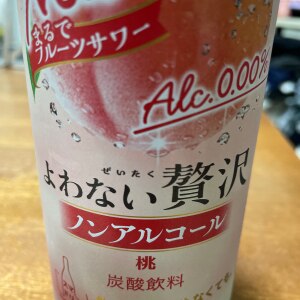 まるで
フルーツサワー
Alc. 0.00%
ぜいたく
よわない贅沢
ノンアルコール
桃
炭酸飲料